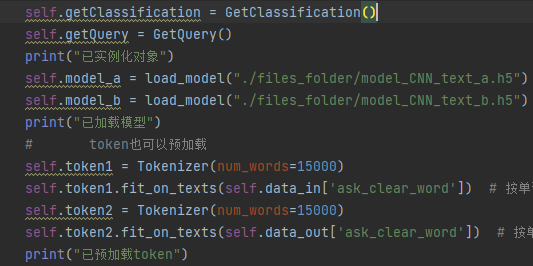 self.getClassification = GetClassification()
self.getQuery = GetQuery()
print("已实例化对象")
self.model_a = load_model("./files_folder/model_CNN_text_a.h5")
self.model_b = load_model("./files_folder/model_CNN_text_b.h5")
print("已加载模型")
# token也可以预加载
self.token1 = Tokenizer(num_words=15000)
self.token1.fit_on_texts(self.data_in['ask_clear_word']) # 按单
self.token2 = Tokenizer(num_words=15000)
self.token2.fit_on_texts(self.data_out['ask_clear_word']) # 按
print("已预加载token")